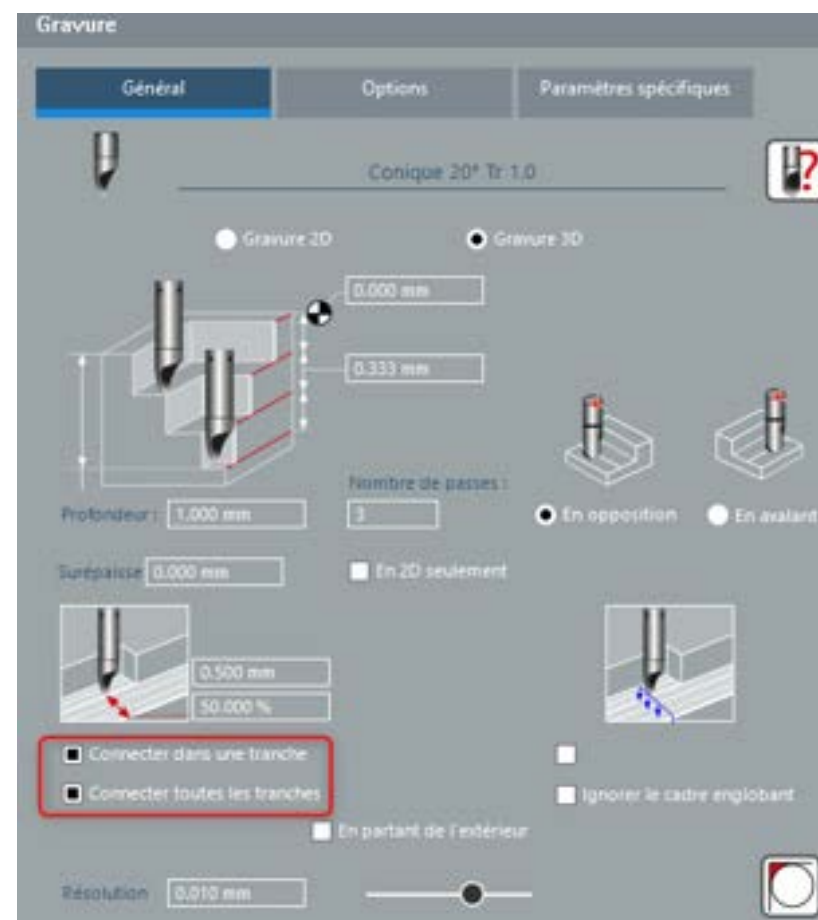 Gravure
Général
Options
Paramètres spécifiques
Conique 20° Tr 1.0
?
Gravure 2D
Gravure 3D
0.000 mm
0.333 mm
Nombre de passes :
Profondeur : 1.000 mm
3
En opposition
En avalant
Surépaisse 0.000 mm
En 2D seulement
0.500 mm
50.000 %
Connecter dans une tranche
Connecter toutes les tranches
Ignorer le cadre englobant
En partant de l'extérieur
Résolution 0.010 mm